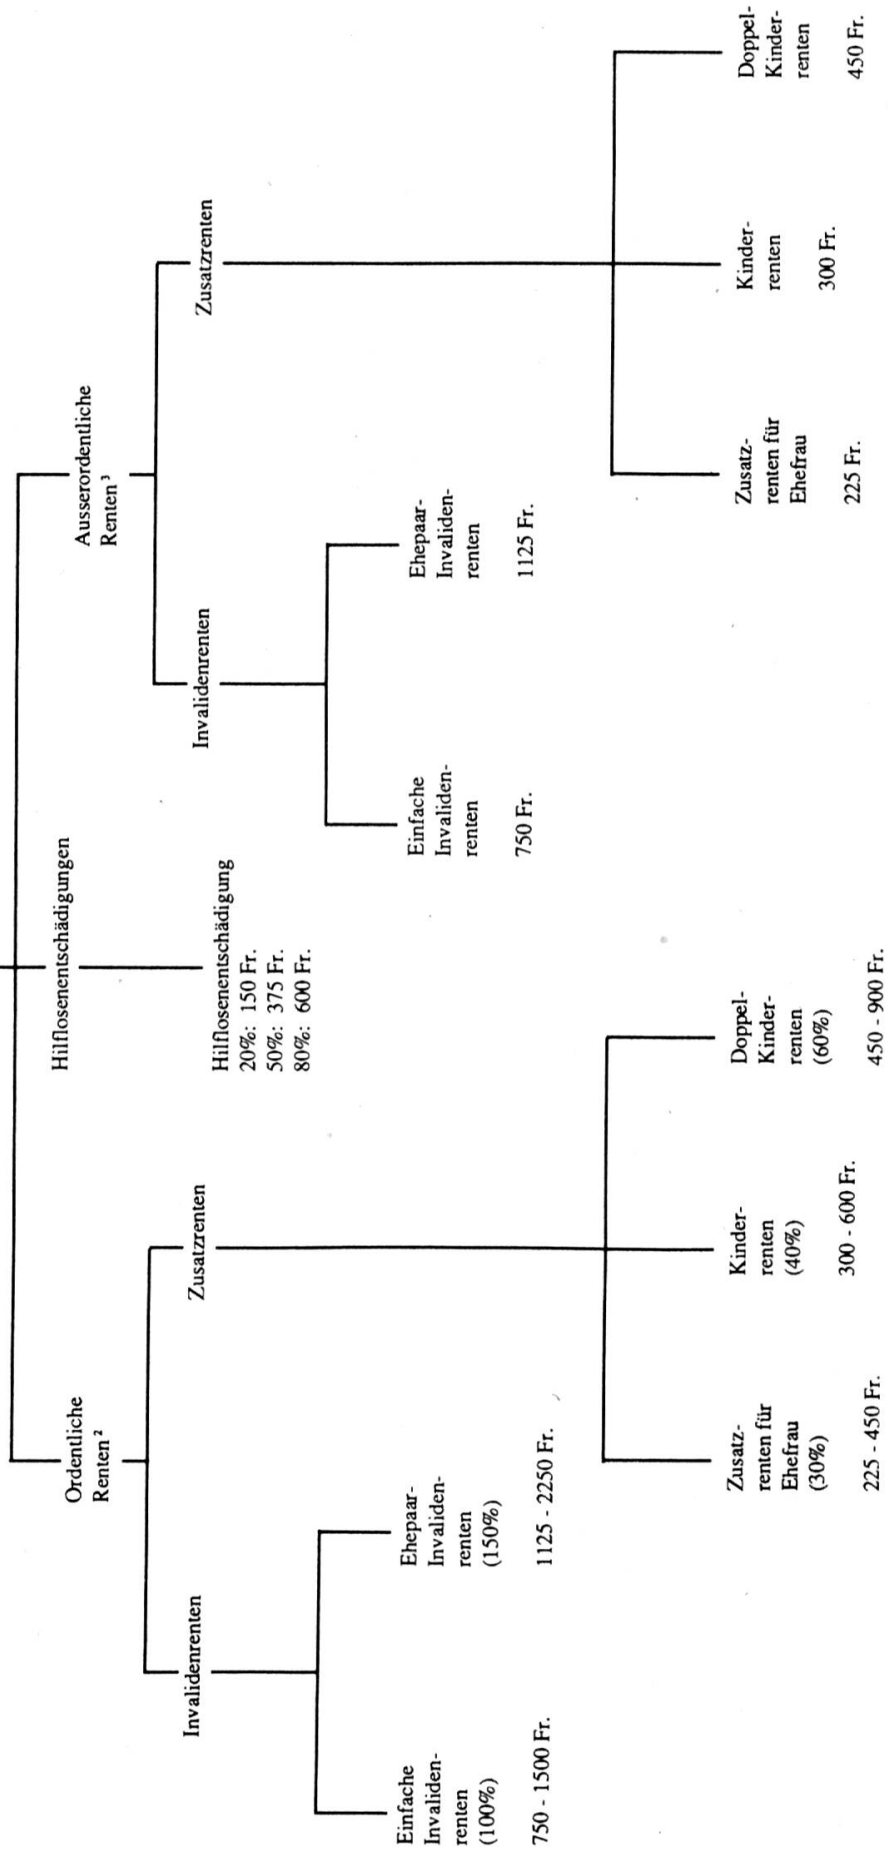 Ordentliche
Renten²
Invalidenrenten
Einfache
Invaliden-
renten
(100%)
750 - 1500 Fr.
Ehepaar-
Invaliden-
renten
(150%)
1125 - 2250 Fr.
Zusatzrenten
Zusatz-
renten für
Ehefrau
(30%)
225 - 450 Fr.
Kinder-
renten
(40%)
300 - 600 Fr.
Doppel-
Kinder-
renten
(60%)
450 - 900 Fr.
Hilflosenentschädigungen
Hilflosenentschädigung
20%: 150 Fr.
50%: 375 Fr.
80%: 600 Fr.
Ausserordentliche
Renten³
Invalidenrenten
Einfache
Invaliden-
renten
750 Fr.
Ehepaar-
Invaliden-
renten
1125 Fr.
Zusatzrenten
Zusatz-
renten für
Ehefrau
225 Fr.
Kinder-
renten
300 Fr.
Doppel-
Kinder-
renten
450 Fr.